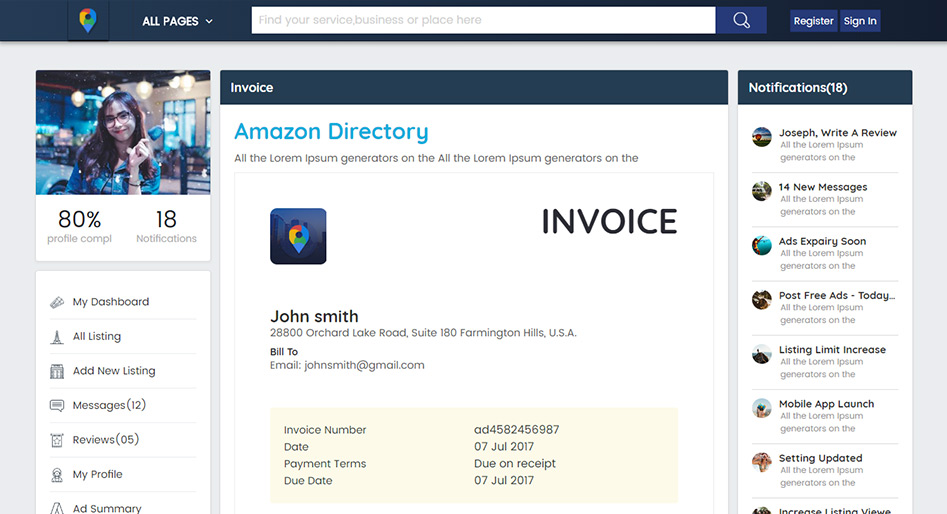 ALL PAGES
Find your service,business or place here
Register
Sign In
80%
profile compl
18
Notifications
My Dashboard
All Listing
Add New Listing
Messages(12)
Reviews(05)
My Profile
Ad Summary
Invoice
Amazon Directory
All the Lorem Ipsum generators on the All the Lorem Ipsum generators on the
INVOICE
John smith
28800 Orchard Lake Road, Suite 180 Farmington Hills, U.S.A.
Bill To
Email: johnsmith@gmail.com
Invoice Number ad4582456987
Date 07 Jul 2017
Payment Terms Due on receipt
Due Date 07 Jul 2017
Notifications(18)
Joseph, Write A Review
All the Lorem Ipsum
generators on the
14 New Messages
All the Lorem Ipsum
generators on the
Ads Expairy Soon
All the Lorem Ipsum
generators on the
Post Free Ads - Today...
All the Lorem Ipsum
generators on the
Listing Limit Increase
All the Lorem Ipsum
generators on the
Mobile App Launch
All the Lorem Ipsum
generators on the
Setting Updated
All the Lorem Ipsum
generators on the
Increase Listing Viewe